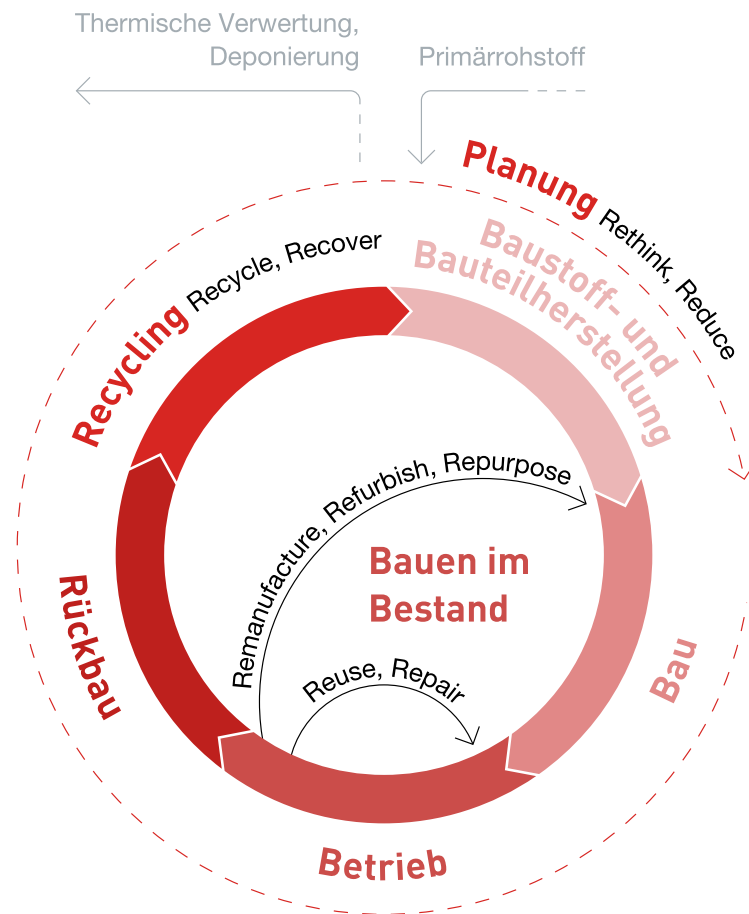 Thermische Verwertung,
Deponierung
Primärrohstoff
Planung Rethink, Reduce
Baustoff- und
Bauteilherstellung
Recycling Recycle, Recover
Remanufacture, Refurbish, Repurpose
Bauen im
Bestand
Reuse, Repair
Rückbau
Bau
Betrieb